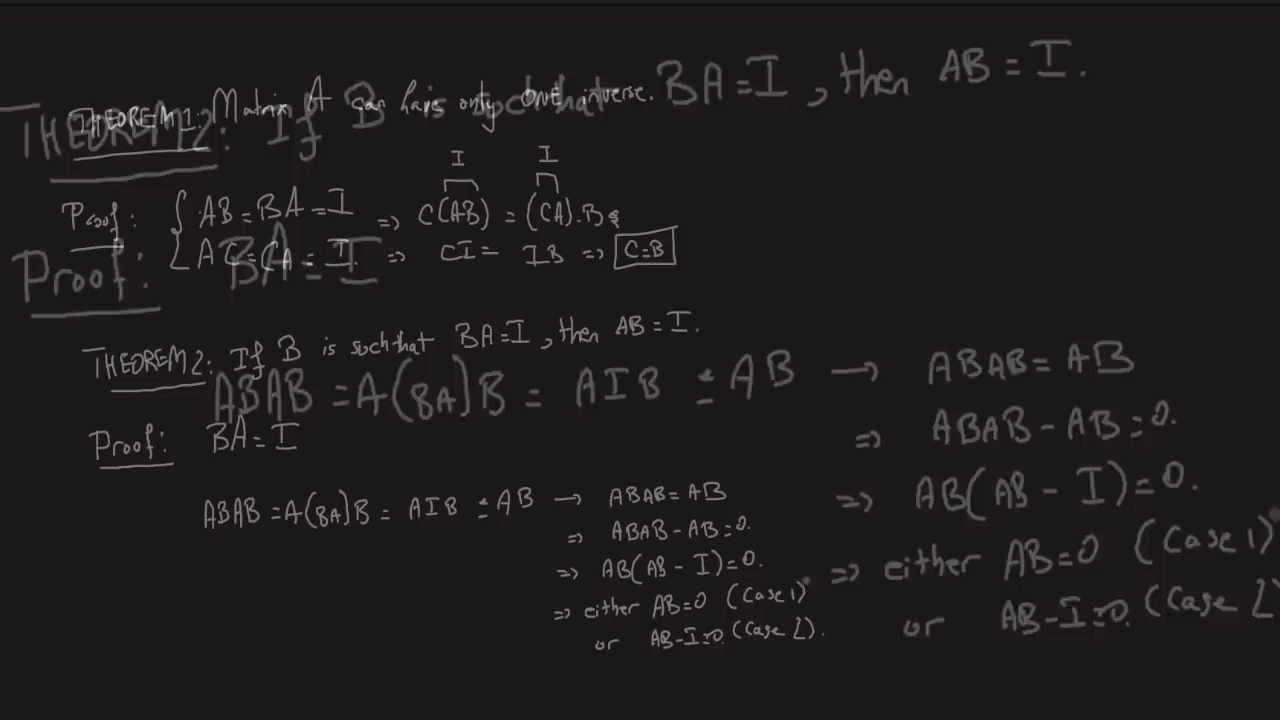 THEOREM 1: Matrix A can have only ONE inverse.
THEOREM 2: If B is such that BA = I, then AB = I.
I I
Proof: { AB = BA = I => C(AB) = (CA).B
AC = CA = I => CI = IB => C=B
Proof: BA = I
THEOREM 2: If B is such that BA = I, then AB = I.
ABAB = A(BA)B = AIB = AB → ABAB = AB
=> ABAB - AB = 0.
=> AB(AB - I) = 0.
=> either AB = 0 (Case 1)
or AB - I = 0. (Case 2)
Proof: BA = I
ABAB = A(BA)B = AIB = AB → ABAB = AB
=> ABAB - AB = 0.
=> AB(AB - I) = 0.
=> either AB = 0 (Case 1)
or AB - I = 0. (Case 2).